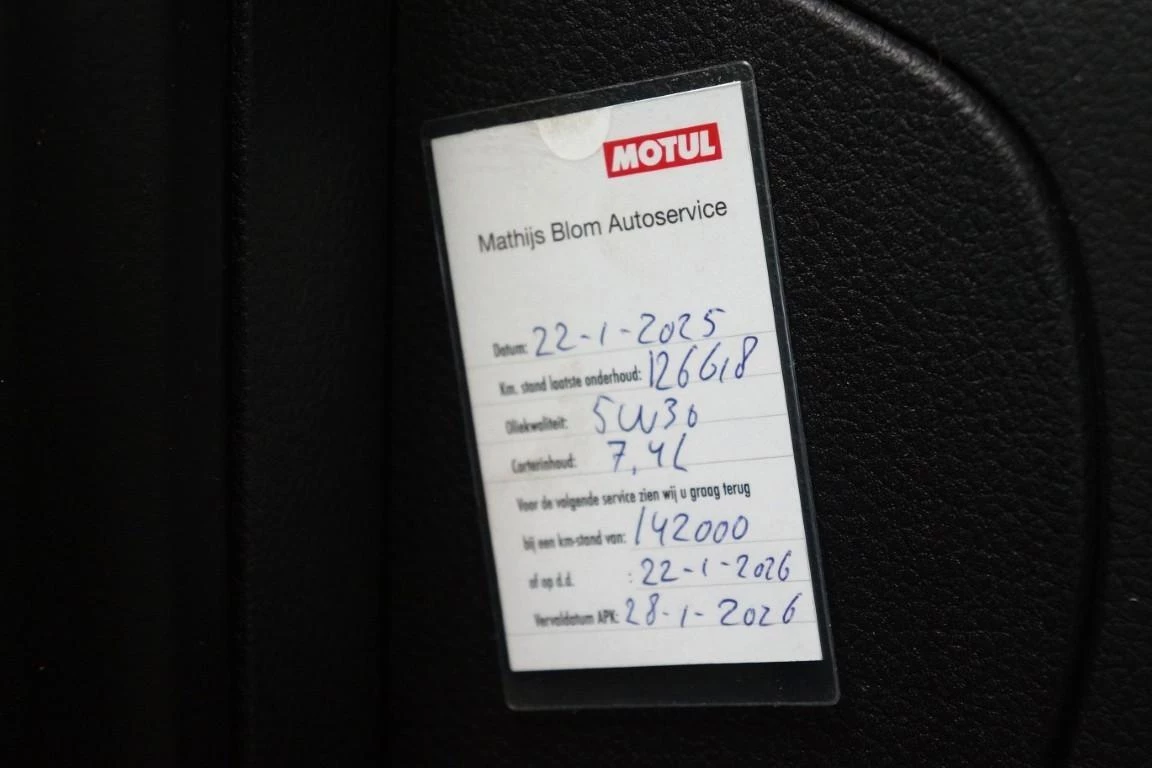 MOTUL
Mathijs Blom Autoservice
Datum: 22-1-2025
Km. stand laatste onderhoud: 126618
Oliekwaliteit: 5W30
Carterinhoud: 7,4L
Voor de volgende service zien wij u graag terug
bij een km-stand van: 142000
of op d.d. : 22-1-2026
Vervaldatum APK: 28-1-2026